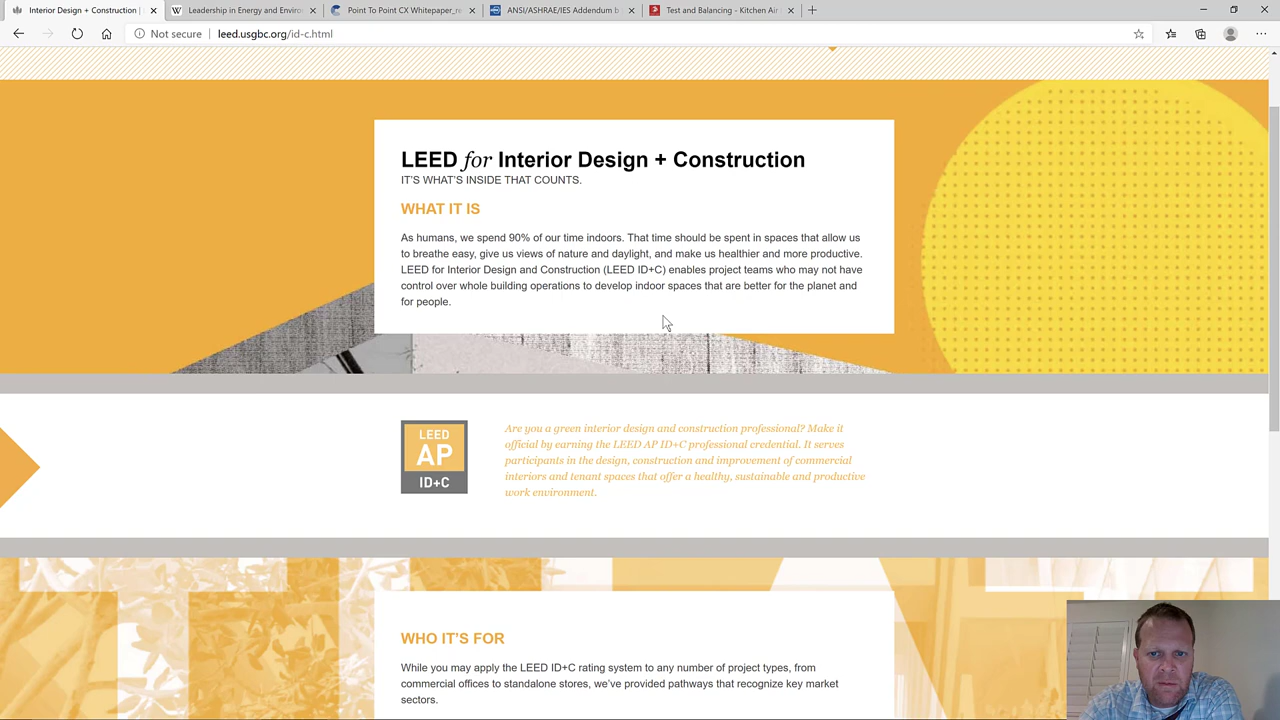 Interior Design + Construction |
Leadership in Energy and Enviro
Point To Point CX Whitepaper_re
ANSI/ASHRAE/IES Addendum b
Test and Balancing - Kitchen Air
Not secure
leed.usgbc.org/id-c.html
LEED for Interior Design + Construction
IT'S WHAT'S INSIDE THAT COUNTS.
WHAT IT IS
As humans, we spend 90% of our time indoors. That time should be spent in spaces that allow us
to breathe easy, give us views of nature and daylight, and make us healthier and more productive.
LEED for Interior Design and Construction (LEED ID+C) enables project teams who may not have
control over whole building operations to develop indoor spaces that are better for the planet and
for people.
LEED
AP
ID+C
Are you a green interior design and construction professional? Make it
official by earning the LEED AP ID+C professional credential. It serves
participants in the design, construction and improvement of commercial
interiors and tenant spaces that offer a healthy, sustainable and productive
work environment.
WHO IT'S FOR
While you may apply the LEED ID+C rating system to any number of project types, from
commercial offices to standalone stores, we've provided pathways that recognize key market
sectors.